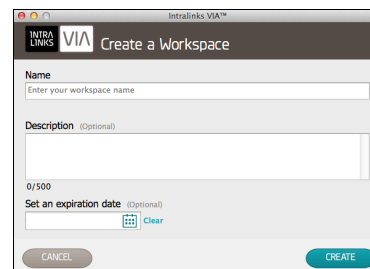 Intralinks VIA™
INTRA
LINKS VIA Create a Workspace
Name
Enter your workspace name
Description (Optional)
0/500
Set an expiration date (Optional)
Clear
CANCEL CREATE